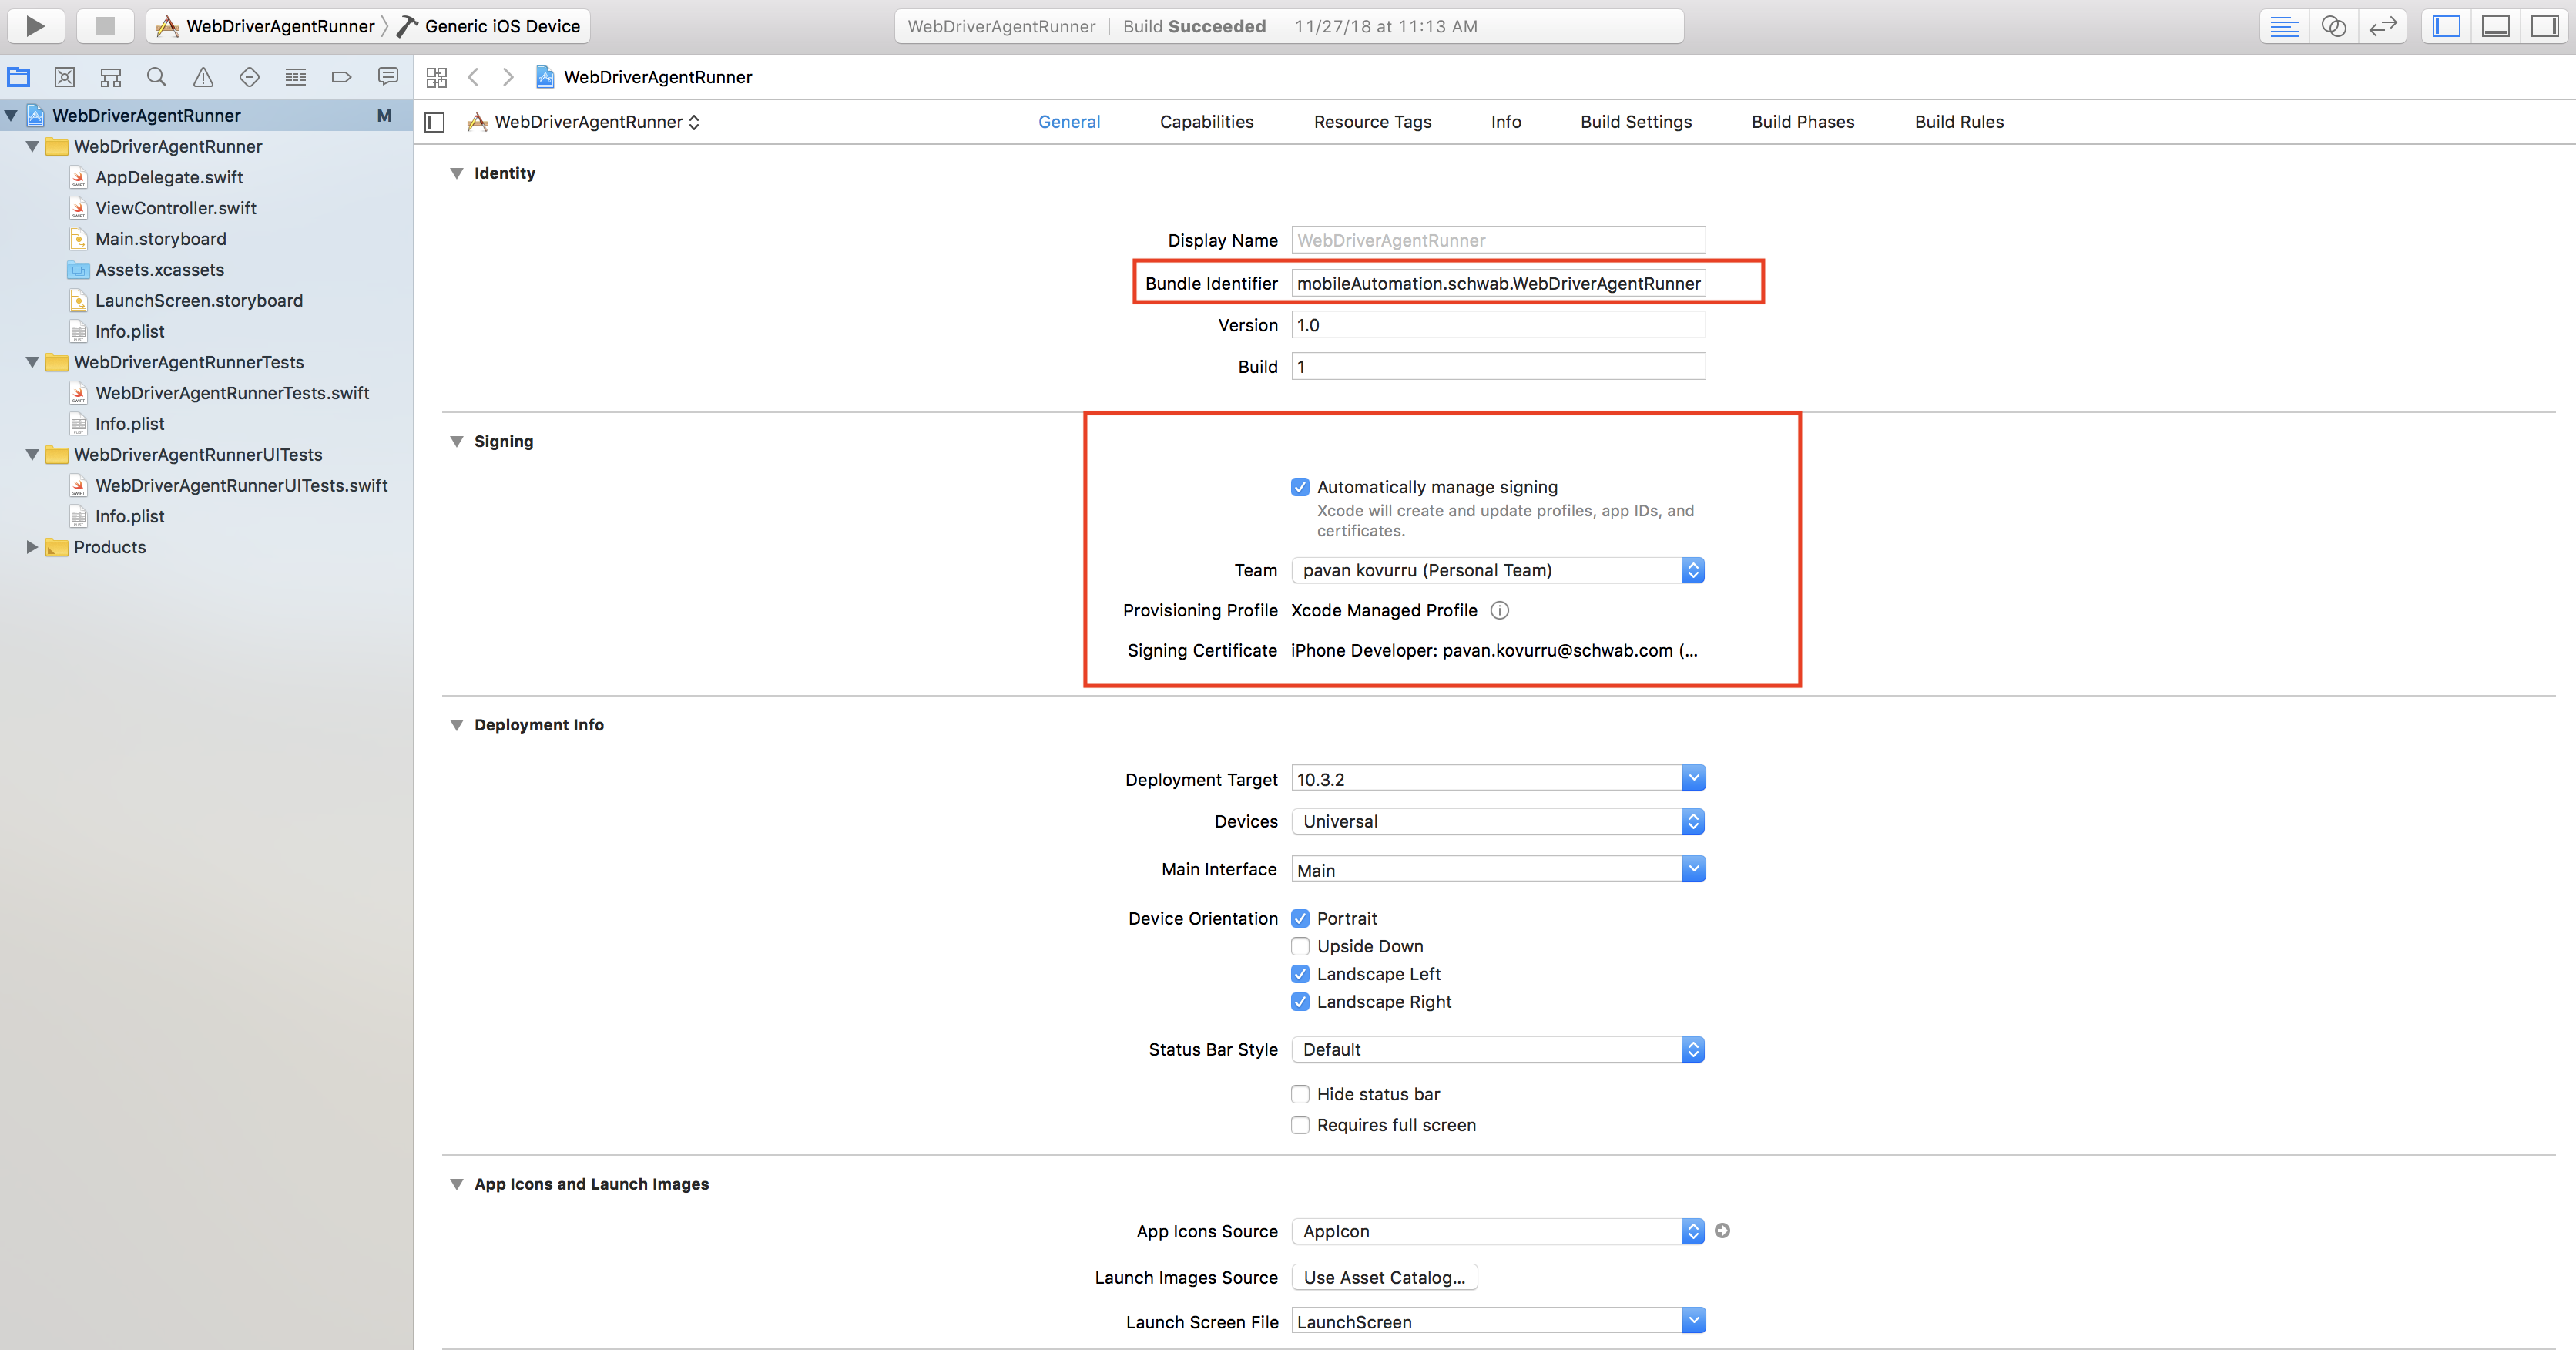 WebDriverAgentRunner Generic iOS Device
WebDriverAgentRunner Build Succeeded 11/27/18 at 11:13 AM
WebDriverAgentRunner
WebDriverAgentRunner M
WebDriverAgentRunner
AppDelegate.swift
ViewController.swift
Main.storyboard
Assets.xcassets
LaunchScreen.storyboard
Info.plist
WebDriverAgentRunnerTests
WebDriverAgentRunnerTests.swift
Info.plist
WebDriverAgentRunnerUITests
WebDriverAgentRunnerUITests.swift
Info.plist
Products
WebDriverAgentRunner General Capabilities Resource Tags Info Build Settings Build Phases Build Rules
Identity
Display Name WebDriverAgentRunner
Bundle Identifier mobileAutomation.schwab.WebDriverAgentRunner
Version 1.0
Build 1
Signing
Automatically manage signing
Xcode will create and update profiles, app IDs, and
certificates.
Team pavan kovurru (Personal Team)
Provisioning Profile Xcode Managed Profile
Signing Certificate iPhone Developer: pavan.kovurru@schwab.com (...
Deployment Info
Deployment Target 10.3.2
Devices Universal
Main Interface Main
Device Orientation Portrait
Upside Down
Landscape Left
Landscape Right
Status Bar Style Default
Hide status bar
Requires full screen
App Icons and Launch Images
App Icons Source AppIcon
Launch Images Source Use Asset Catalog...
Launch Screen File LaunchScreen